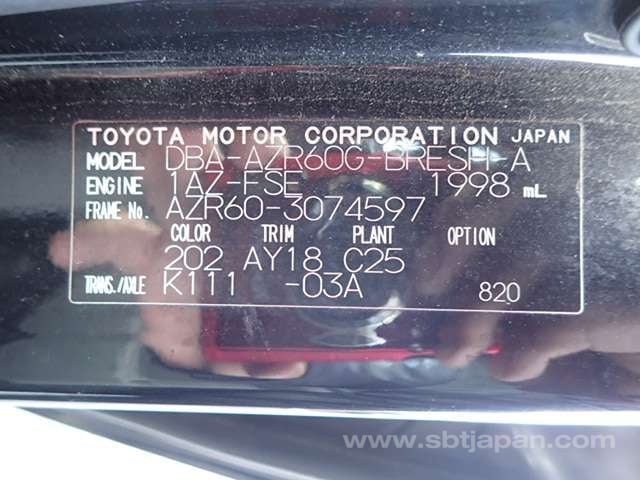 TOYOTA MOTOR CORPORATION JAPAN
MODEL DBA-AZR60G-BRESH-A
ENGINE 1AZ-FSE 1998 mL
FRAME No. AZR60-3074597
COLOR TRIM PLANT OPTION
202 AY18 C25
TRANS./AXLE K111 -03A 820
www.sbtjapan.com